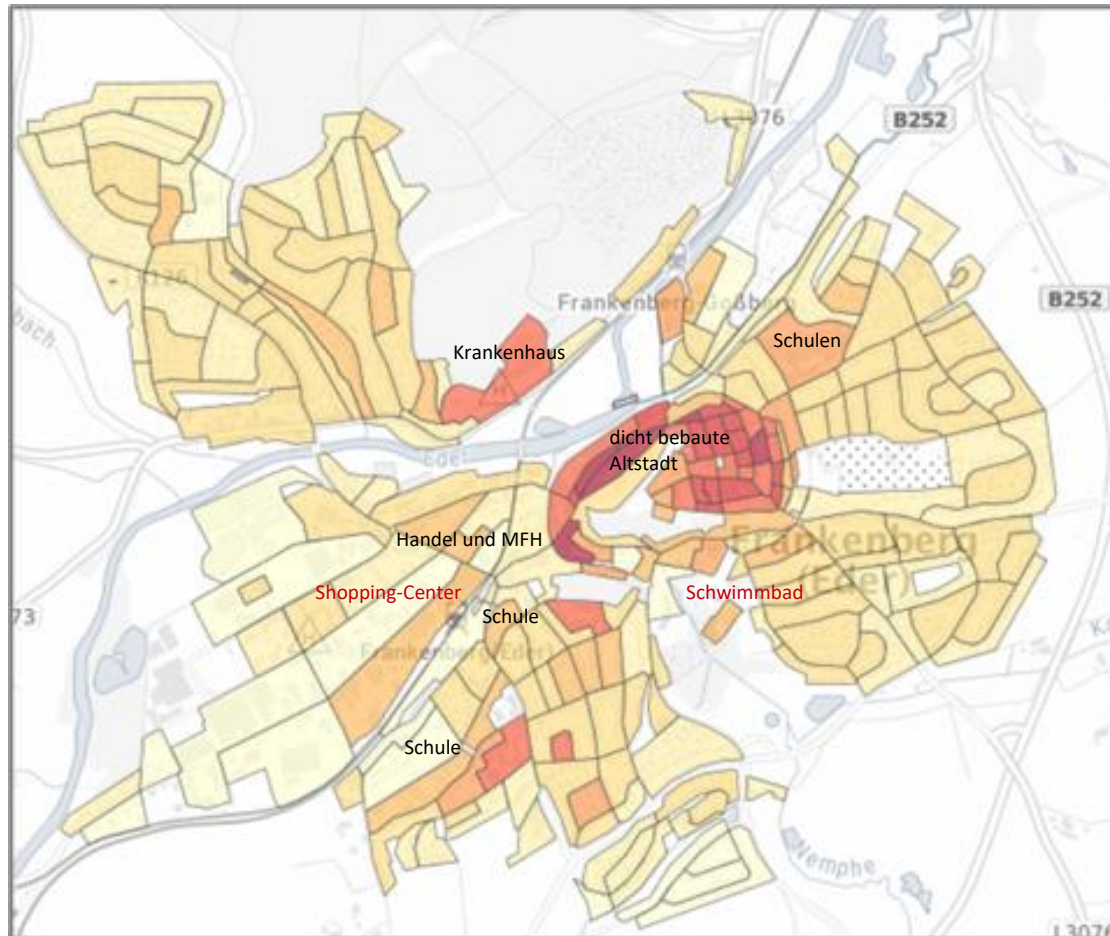 B252
B252
Frankenberg-Goßberg
Krankenhaus
Schulen
dicht bebaute
Altstadt
Eder
Handel und MFH
Frankenberg
(Eder)
Shopping-Center
Schwimmbad
73
Schule
Frankenberg(Eder)
Schule
Nemphe
L3076